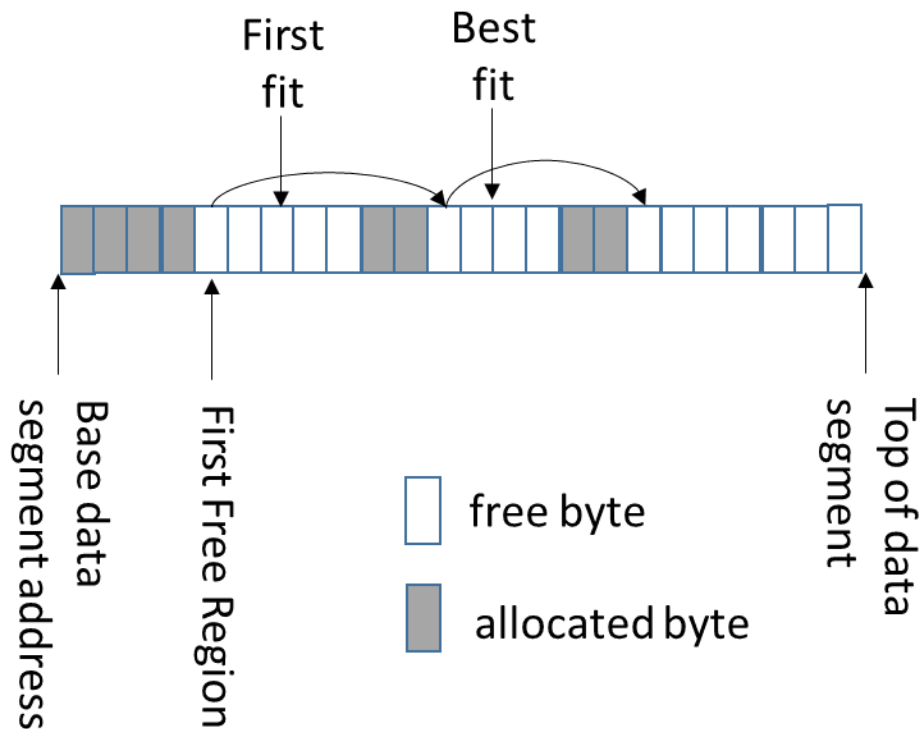 First
fit
Best
fit
Base data
segment address
First Free Region
Top of data
segment
free byte
allocated byte